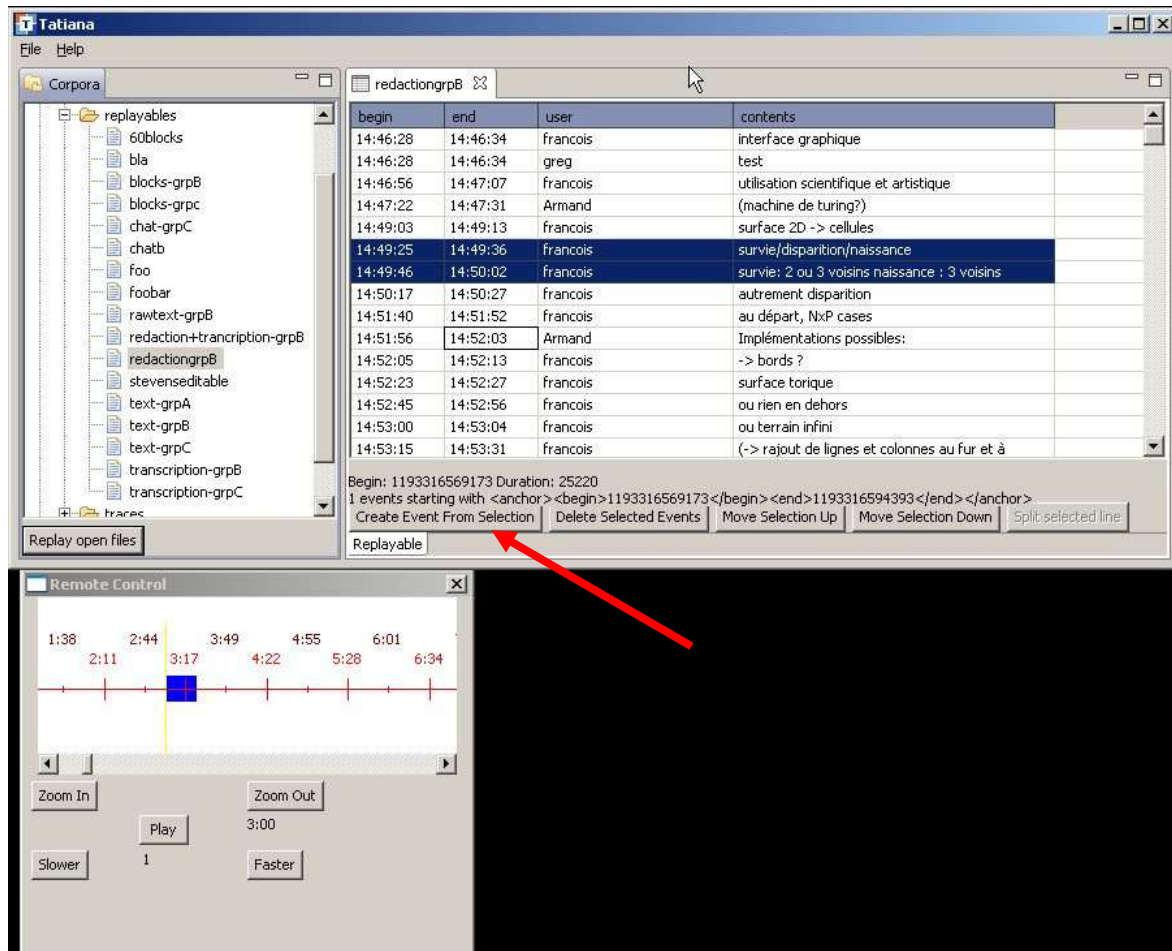 Tatiana
File Help
Corpora
replayables
60blocks
bla
blocks-grpB
blocks-grpc
chat-grpC
chatb
foo
foobar
rawtext-grpB
redaction+trancription-grpB
redactiongrpB
stevenseditable
text-grpA
text-grpB
text-grpC
transcription-grpB
transcription-grpC
traces
Replay open files
redactiongrpB
begin end user contents
14:46:28 14:46:34 francois interface graphique
14:46:28 14:46:34 greg test
14:46:56 14:47:07 francois utilisation scientifique et artistique
14:47:22 14:47:31 Armand (machine de turing?)
14:49:03 14:49:13 francois surface 2D -> cellules
14:49:25 14:49:36 francois survie/disparition/naissance
14:49:46 14:50:02 francois survie: 2 ou 3 voisins naissance : 3 voisins
14:50:17 14:50:27 francois autrement disparition
14:51:40 14:51:52 francois au départ, NxP cases
14:51:56 14:52:03 Armand Implémentations possibles:
14:52:05 14:52:13 francois -> bords ?
14:52:23 14:52:27 francois surface torique
14:52:45 14:52:56 francois ou rien en dehors
14:53:00 14:53:04 francois ou terrain infini
14:53:15 14:53:31 francois (-> rajout de lignes et colonnes au fur et à
Begin: 1193316569173 Duration: 25220
1 events starting with <anchor><begin>1193316569173</begin><end>1193316594393</end></anchor>
Create Event From Selection Delete Selected Events Move Selection Up Move Selection Down Split selected line
Replayable
Remote Control
1:38 2:44 3:49 4:55 6:01
2:11 3:17 4:22 5:28 6:34
Zoom In Zoom Out
Play 3:00
Slower 1 Faster